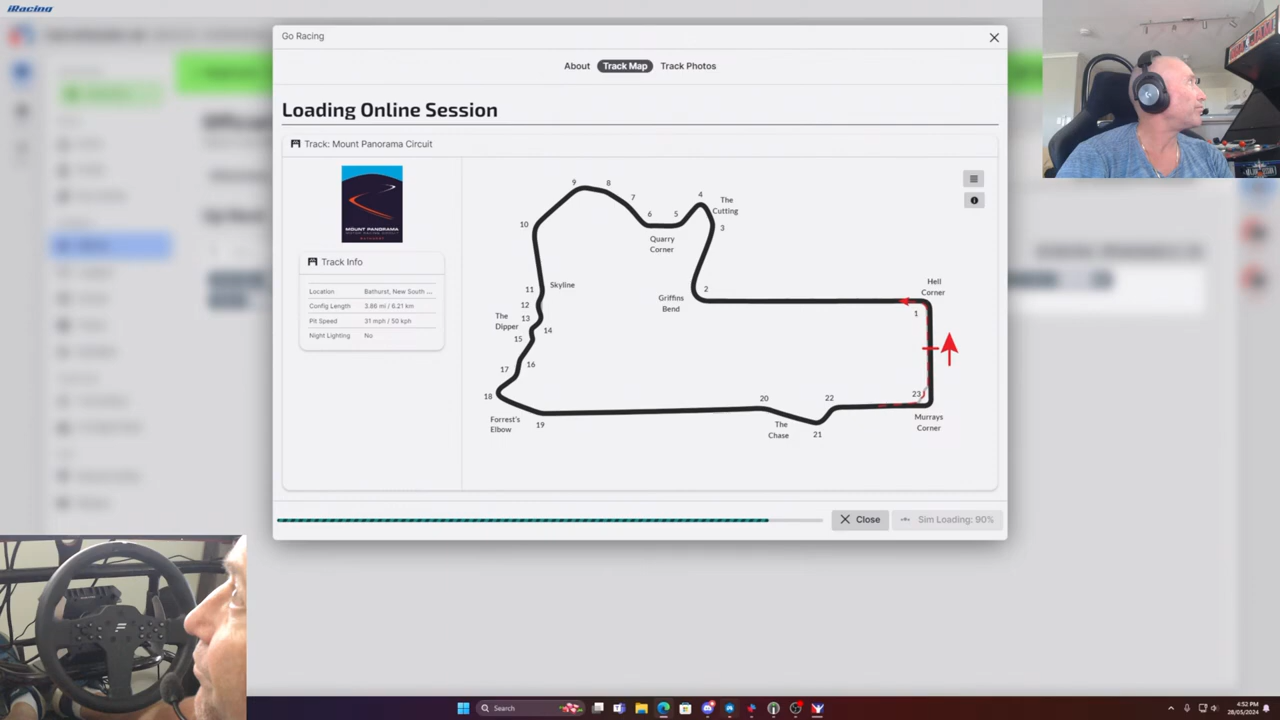 iRacing
Go Racing
About
Track Map
Track Photos
Loading Online Session
Track: Mount Panorama Circuit
MOUNT PANORAMA
MOTOR RACING CIRCUIT
BATHURST
Track Info
Location
Bathurst, New South ...
Config Length
3.86 mi / 6.21 km
Pit Speed
31 mph / 50 kph
Night Lighting
No
9
8
7
4
The
Cutting
6
5
3
10
Quarry
Corner
11
Skyline
2
Griffins
Bend
Hell
Corner
1
12
The
Dipper
13
14
15
16
17
18
Forrest's
Elbow
19
20
The
Chase
22
21
23
Murrays
Corner
Close
Sim Loading: 90%
Search
4:52 PM
28/05/2024